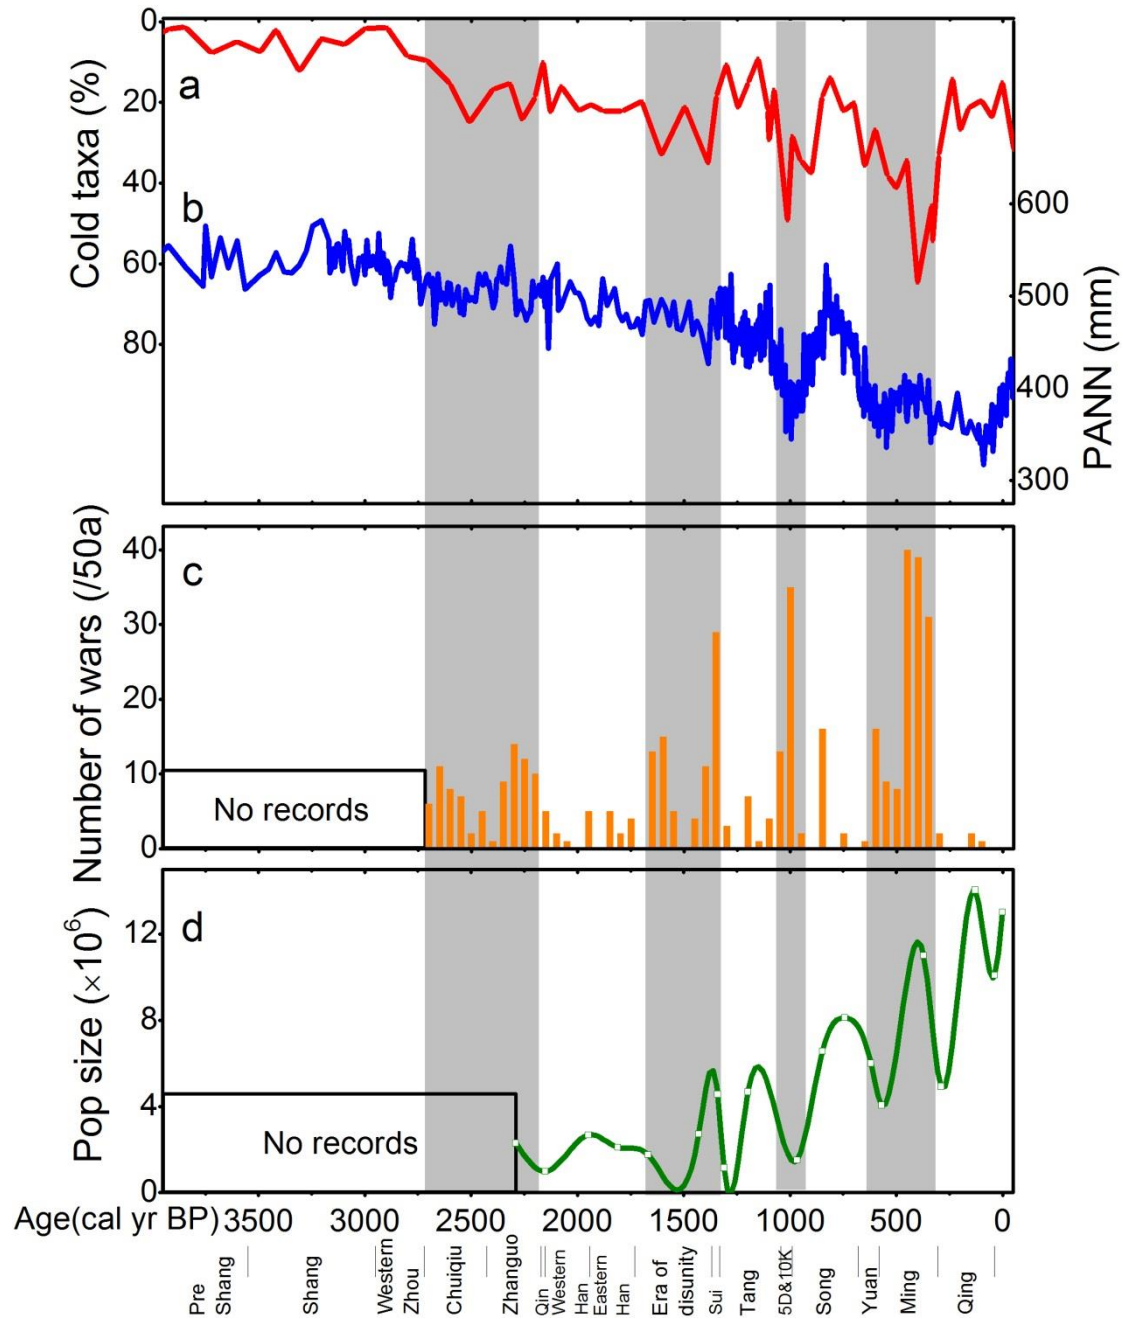 0
20
40
60
80
Cold taxa (%)
a
b
600
500
400
300
PANN (mm)
40
30
20
10
0
Number of wars (/50a)
c
No records
12
8
4
0
Pop size (×10⁶)
d
No records
Age(cal yr BP) 3500 3000 2500 2000 1500 1000 500 0
Pre
Shang
Shang
Western
Zhou
Chuiqiu
Zhanguo
Qin
Western
Han
Eastern
Han
Era of
disunity
Sui
Tang
5D&10K
Song
Yuan
Ming
Qing